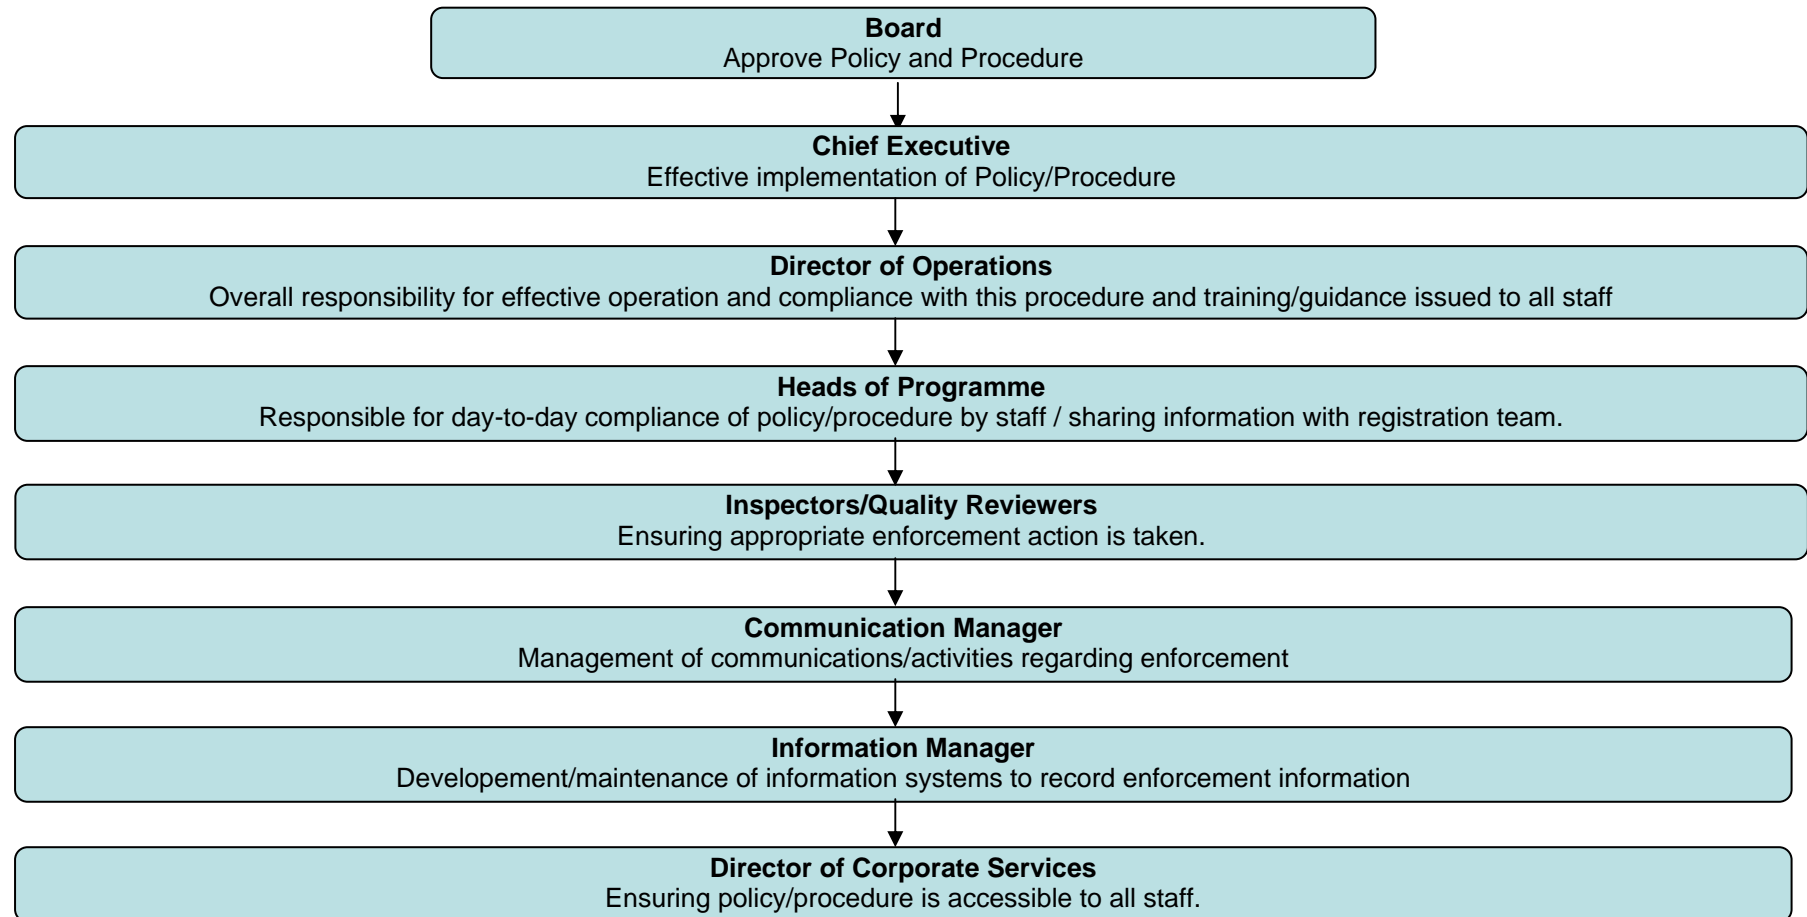 Board
Approve Policy and Procedure
Chief Executive
Effective implementation of Policy/Procedure
Director of Operations
Overall responsibility for effective operation and compliance with this procedure and training/guidance issued to all staff
Heads of Programme
Responsible for day-to-day compliance of policy/procedure by staff / sharing information with registration team.
Inspectors/Quality Reviewers
Ensuring appropriate enforcement action is taken.
Communication Manager
Management of communications/activities regarding enforcement
Information Manager
Developement/maintenance of information systems to record enforcement information
Director of Corporate Services
Ensuring policy/procedure is accessible to all staff.